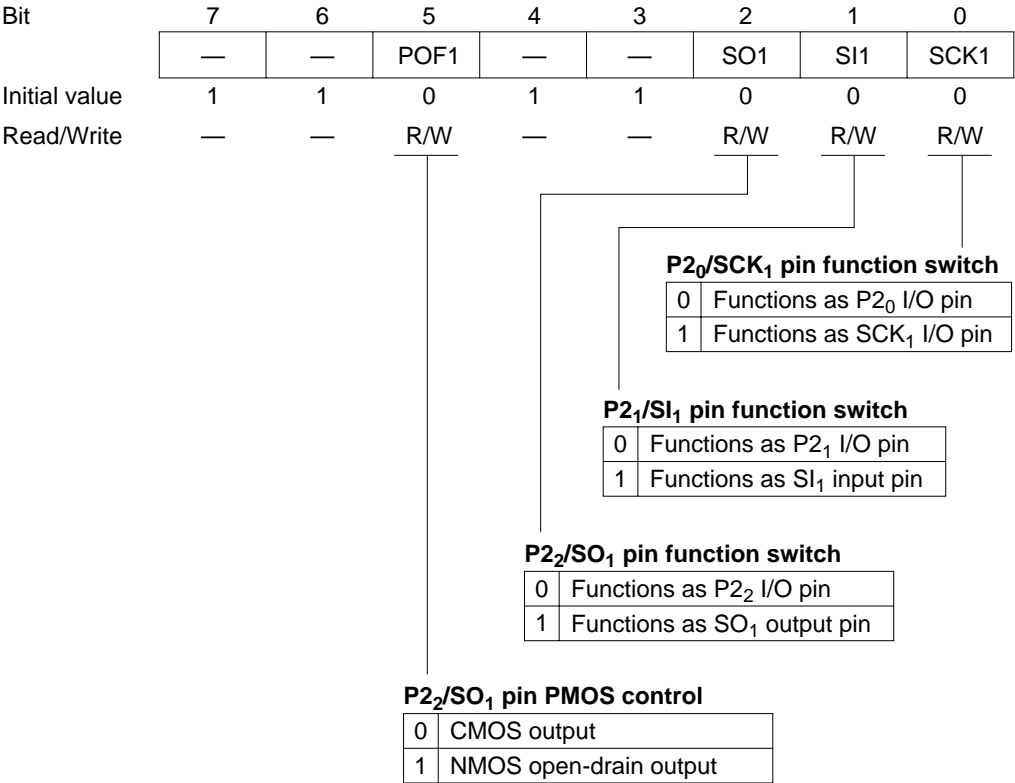 Bit 7 6 5 4 3 2 1 0
— — POF1 — — SO1 SI1 SCK1
Initial value 1 1 0 1 1 0 0 0
Read/Write — — R/W — — R/W R/W R/W
P2₀/SCK₁ pin function switch
0 Functions as P2₀ I/O pin
1 Functions as SCK₁ I/O pin
P2₁/SI₁ pin function switch
0 Functions as P2₁ I/O pin
1 Functions as SI₁ input pin
P2₂/SO₁ pin function switch
0 Functions as P2₂ I/O pin
1 Functions as SO₁ output pin
P2₂/SO₁ pin PMOS control
0 CMOS output
1 NMOS open-drain output